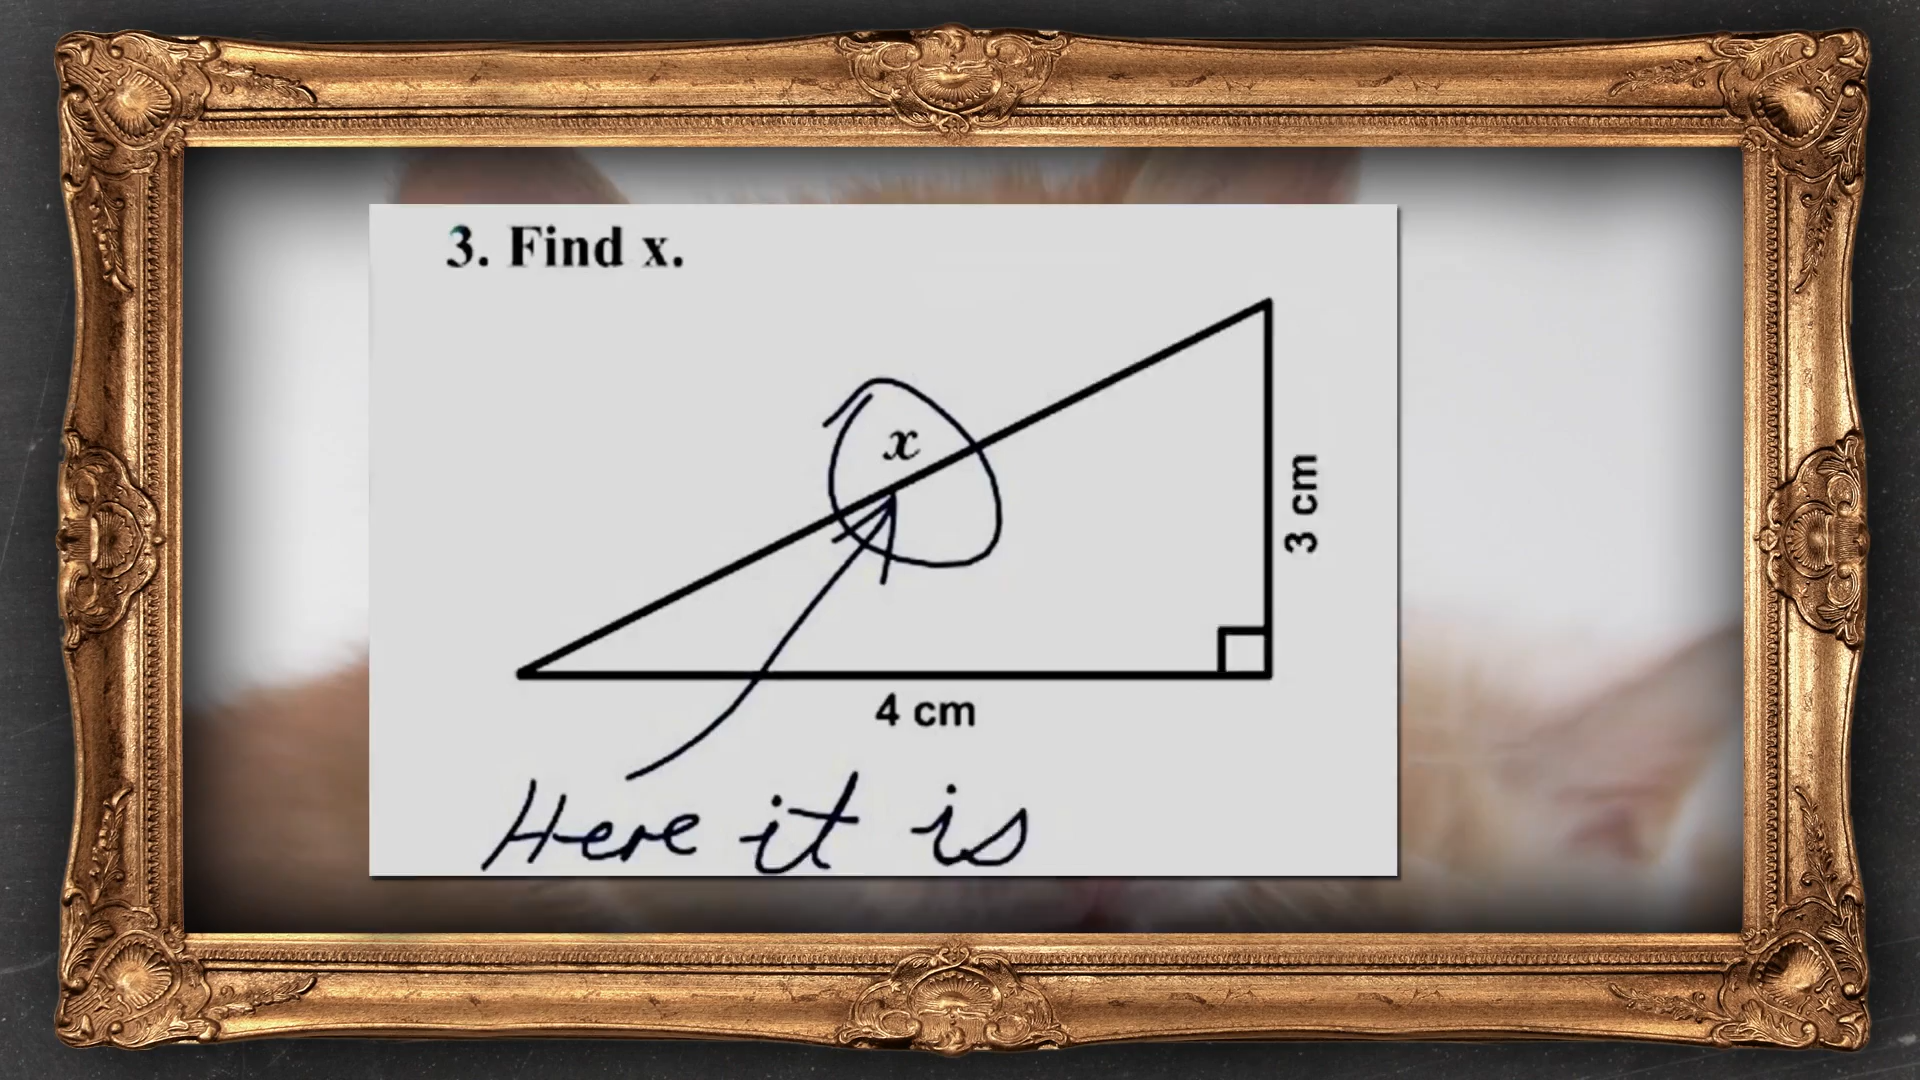 3. Find x.
x
3 cm
4 cm
Here it is